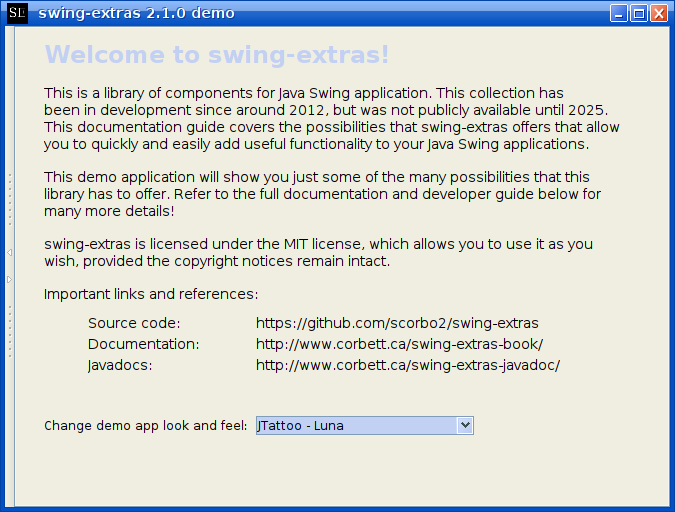 SE swing-extras 2.1.0 demo
Welcome to swing-extras!
This is a library of components for Java Swing application. This collection has
been in development since around 2012, but was not publicly available until 2025.
This documentation guide covers the possibilities that swing-extras offers that allow
you to quickly and easily add useful functionality to your Java Swing applications.
This demo application will show you just some of the many possibilities that this
library has to offer. Refer to the full documentation and developer guide below for
many more details!
swing-extras is licensed under the MIT license, which allows you to use it as you
wish, provided the copyright notices remain intact.
Important links and references:
Source code: https://github.com/scorbo2/swing-extras
Documentation: http://www.corbett.ca/swing-extras-book/
Javadocs: http://www.corbett.ca/swing-extras-javadoc/
Change demo app look and feel: JTattoo - Luna